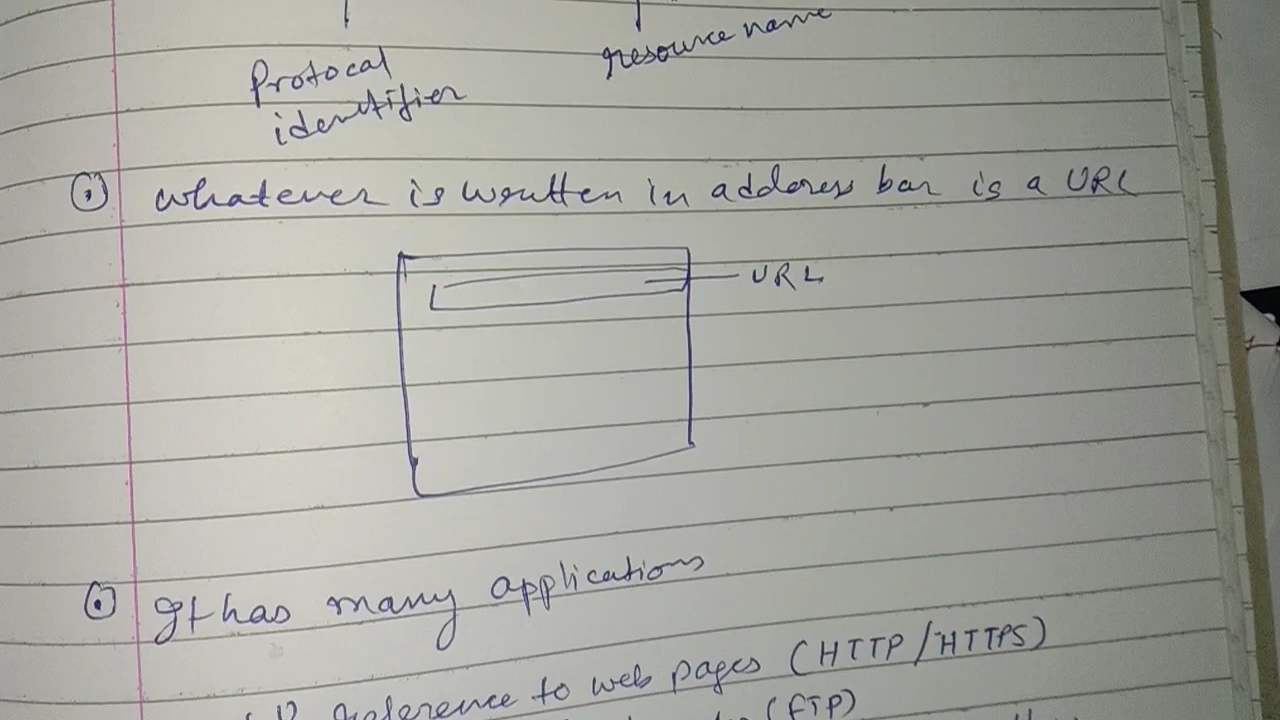 Protocal
identifier
resource name
whatever is written in address bar is a URL
URL
It has many applications
reference to web pages (HTTP/HTTPS)
(FTP)